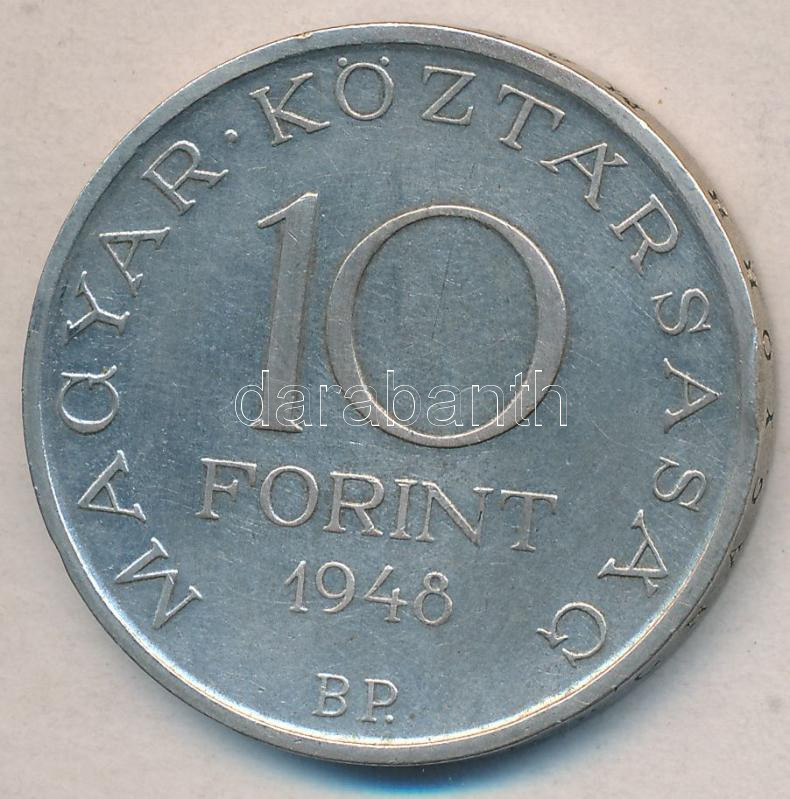 MAGYAR · KÖZTÁRSASÁG
10
FORINT
1948
BP.
darabanth